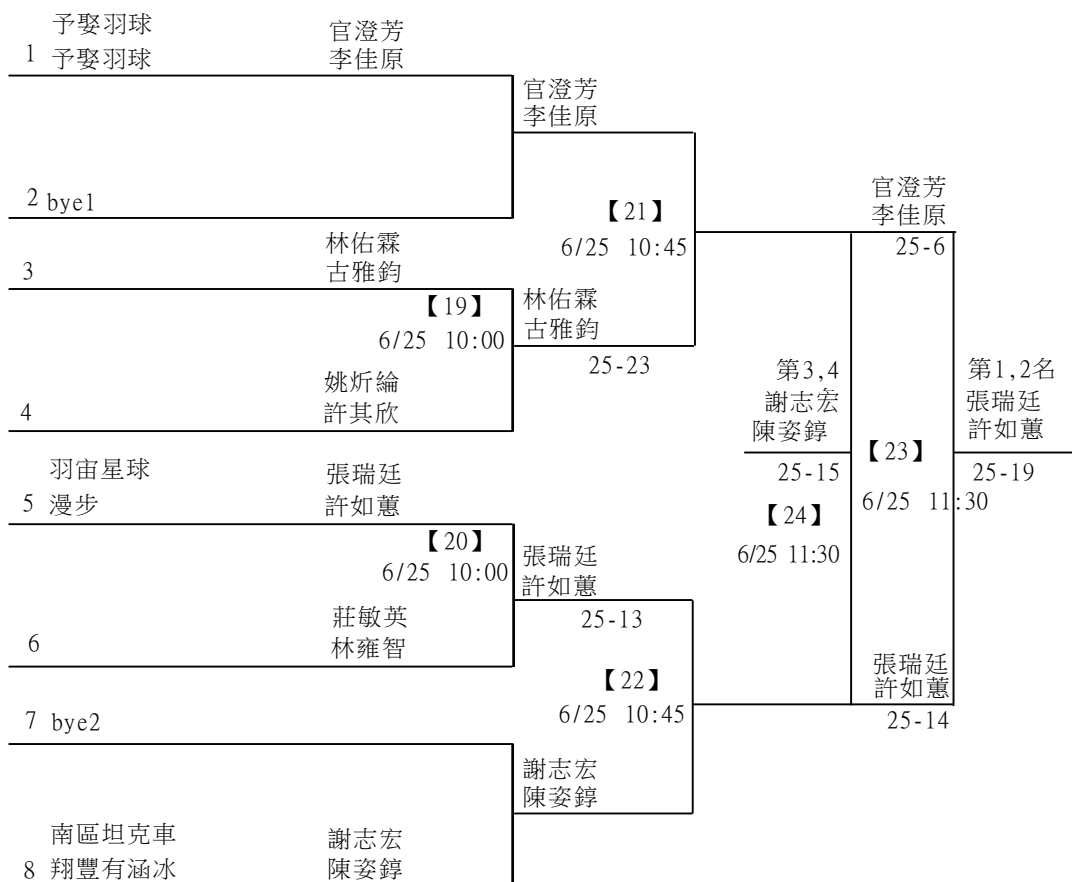 予娶羽球
官澄芳
1 予娶羽球
李佳原
官澄芳
李佳原
2 bye1
官澄芳
李佳原
【21】
25-6
6/25 10:45
林佑霖
3
古雅鈞
【19】
林佑霖
6/25 10:00
古雅鈞
25-23
第3,4
第1,2名
姚炘綸
謝志宏
張瑞廷
4
許其欣
陳姿錞
許如蕙
【23】
羽宙星球
張瑞廷
25-15
25-19
5 漫步
許如蕙
【24】
6/25 11:30
【20】
張瑞廷
6/25 11:30
6/25 10:00
許如蕙
莊敏英
25-13
6
林雍智
張瑞廷
【22】
許如蕙
7 bye2
6/25 10:45
25-14
謝志宏
陳姿錞
南區坦克車
謝志宏
8 翔豐有涵冰
陳姿錞